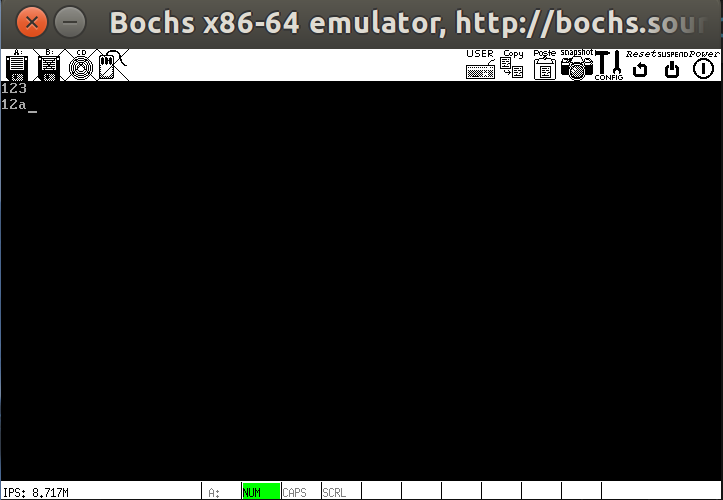 Bochs x86-64 emulator, http://bochs.sour
A: B: CD USER Copy Paste snapshot CONFIG Reset SUSPEND Power
123
12a_
IPS: 8.717M A: NUM CAPS SCRL